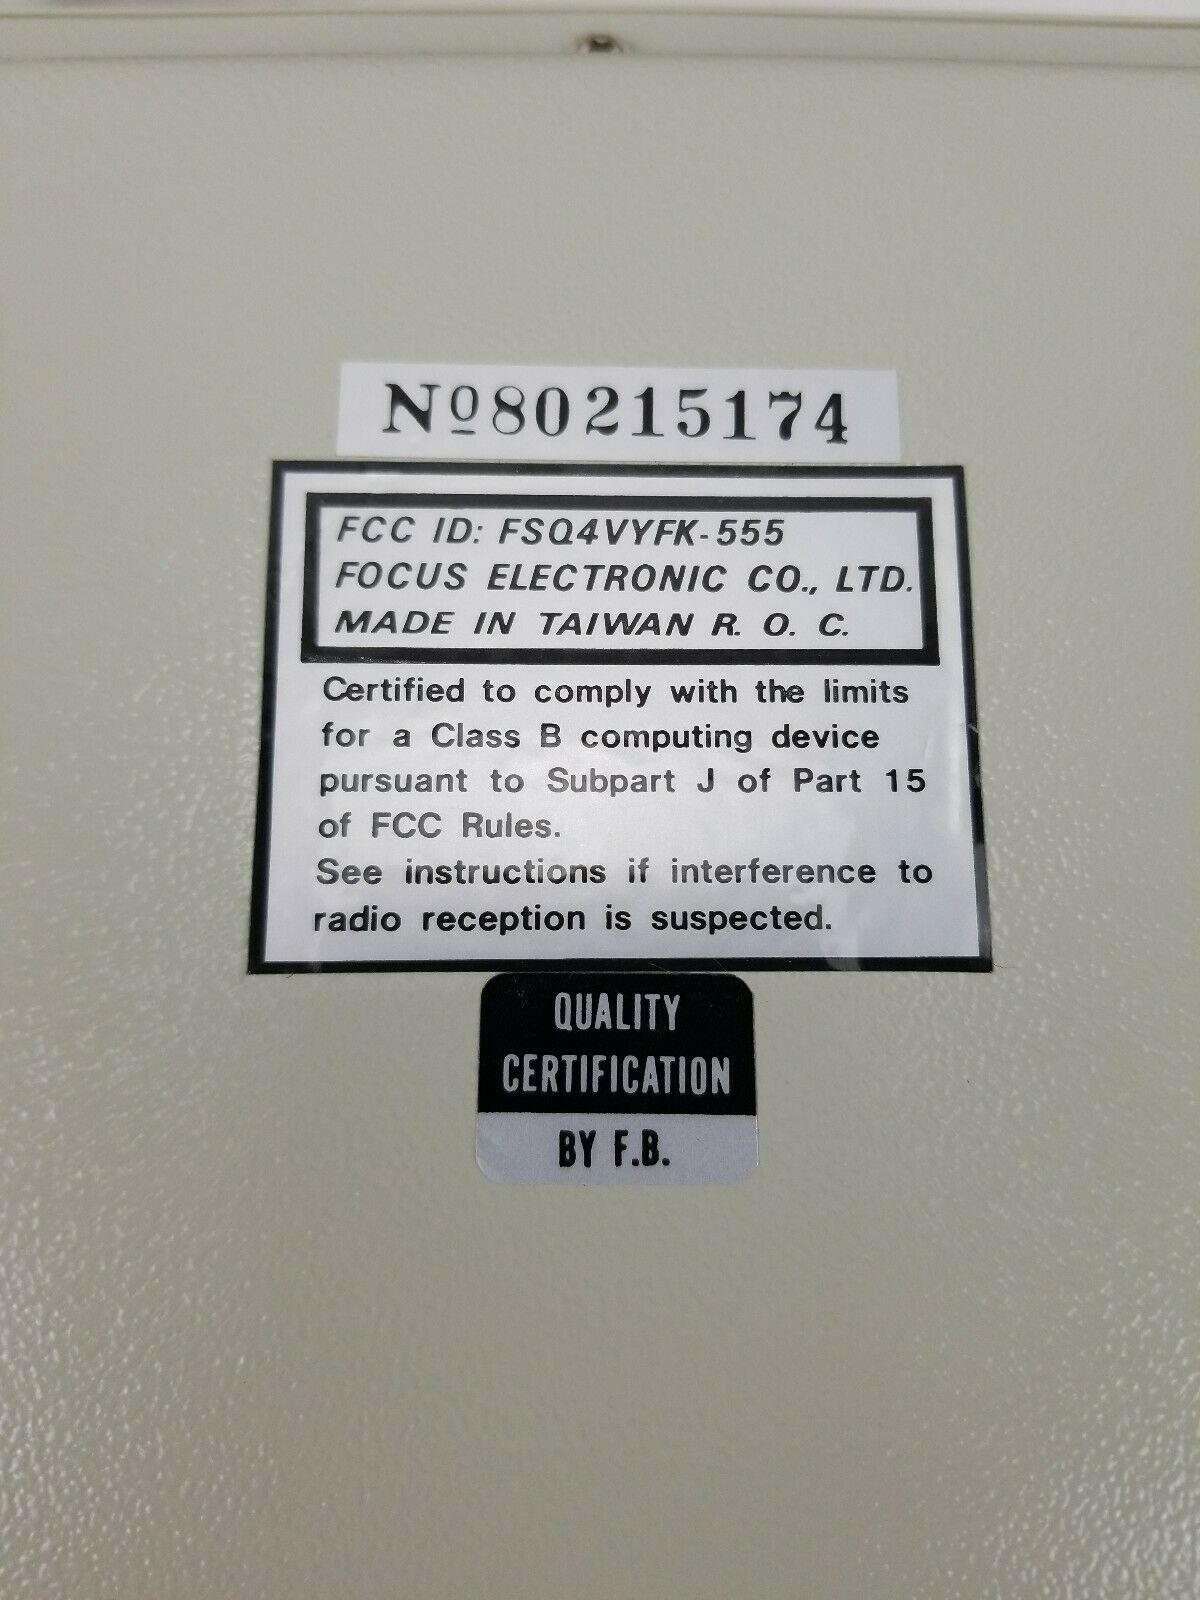 Nº80215174
FCC ID: FSQ4VYFK-555
FOCUS ELECTRONIC CO., LTD.
MADE IN TAIWAN R. O. C.
Certified to comply with the limits
for a Class B computing device
pursuant to Subpart J of Part 15
of FCC Rules.
See instructions if interference to
radio reception is suspected.
QUALITY
CERTIFICATION
BY F.B.